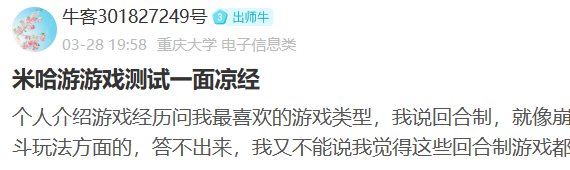 牛客301827249号 3 出师牛
03-28 19:58 重庆大学 电子信息类
米哈游游戏测试一面凉经
个人介绍游戏经历问我最喜欢的游戏类型，我说回合制，就像崩
斗玩法方面的，答不出来，我又不能说我觉得这些回合制游戏都